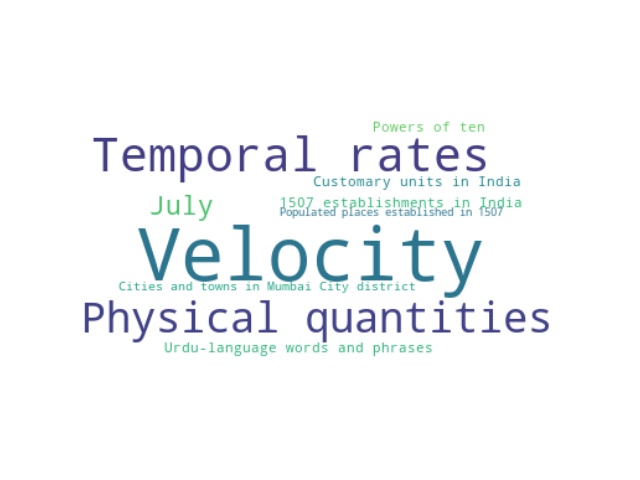 Powers of ten
Temporal rates
Customary units in India
July
1507 establishments in India
Populated places established in 1507
Velocity
Cities and towns in Mumbai City district
Physical quantities
Urdu-language words and phrases